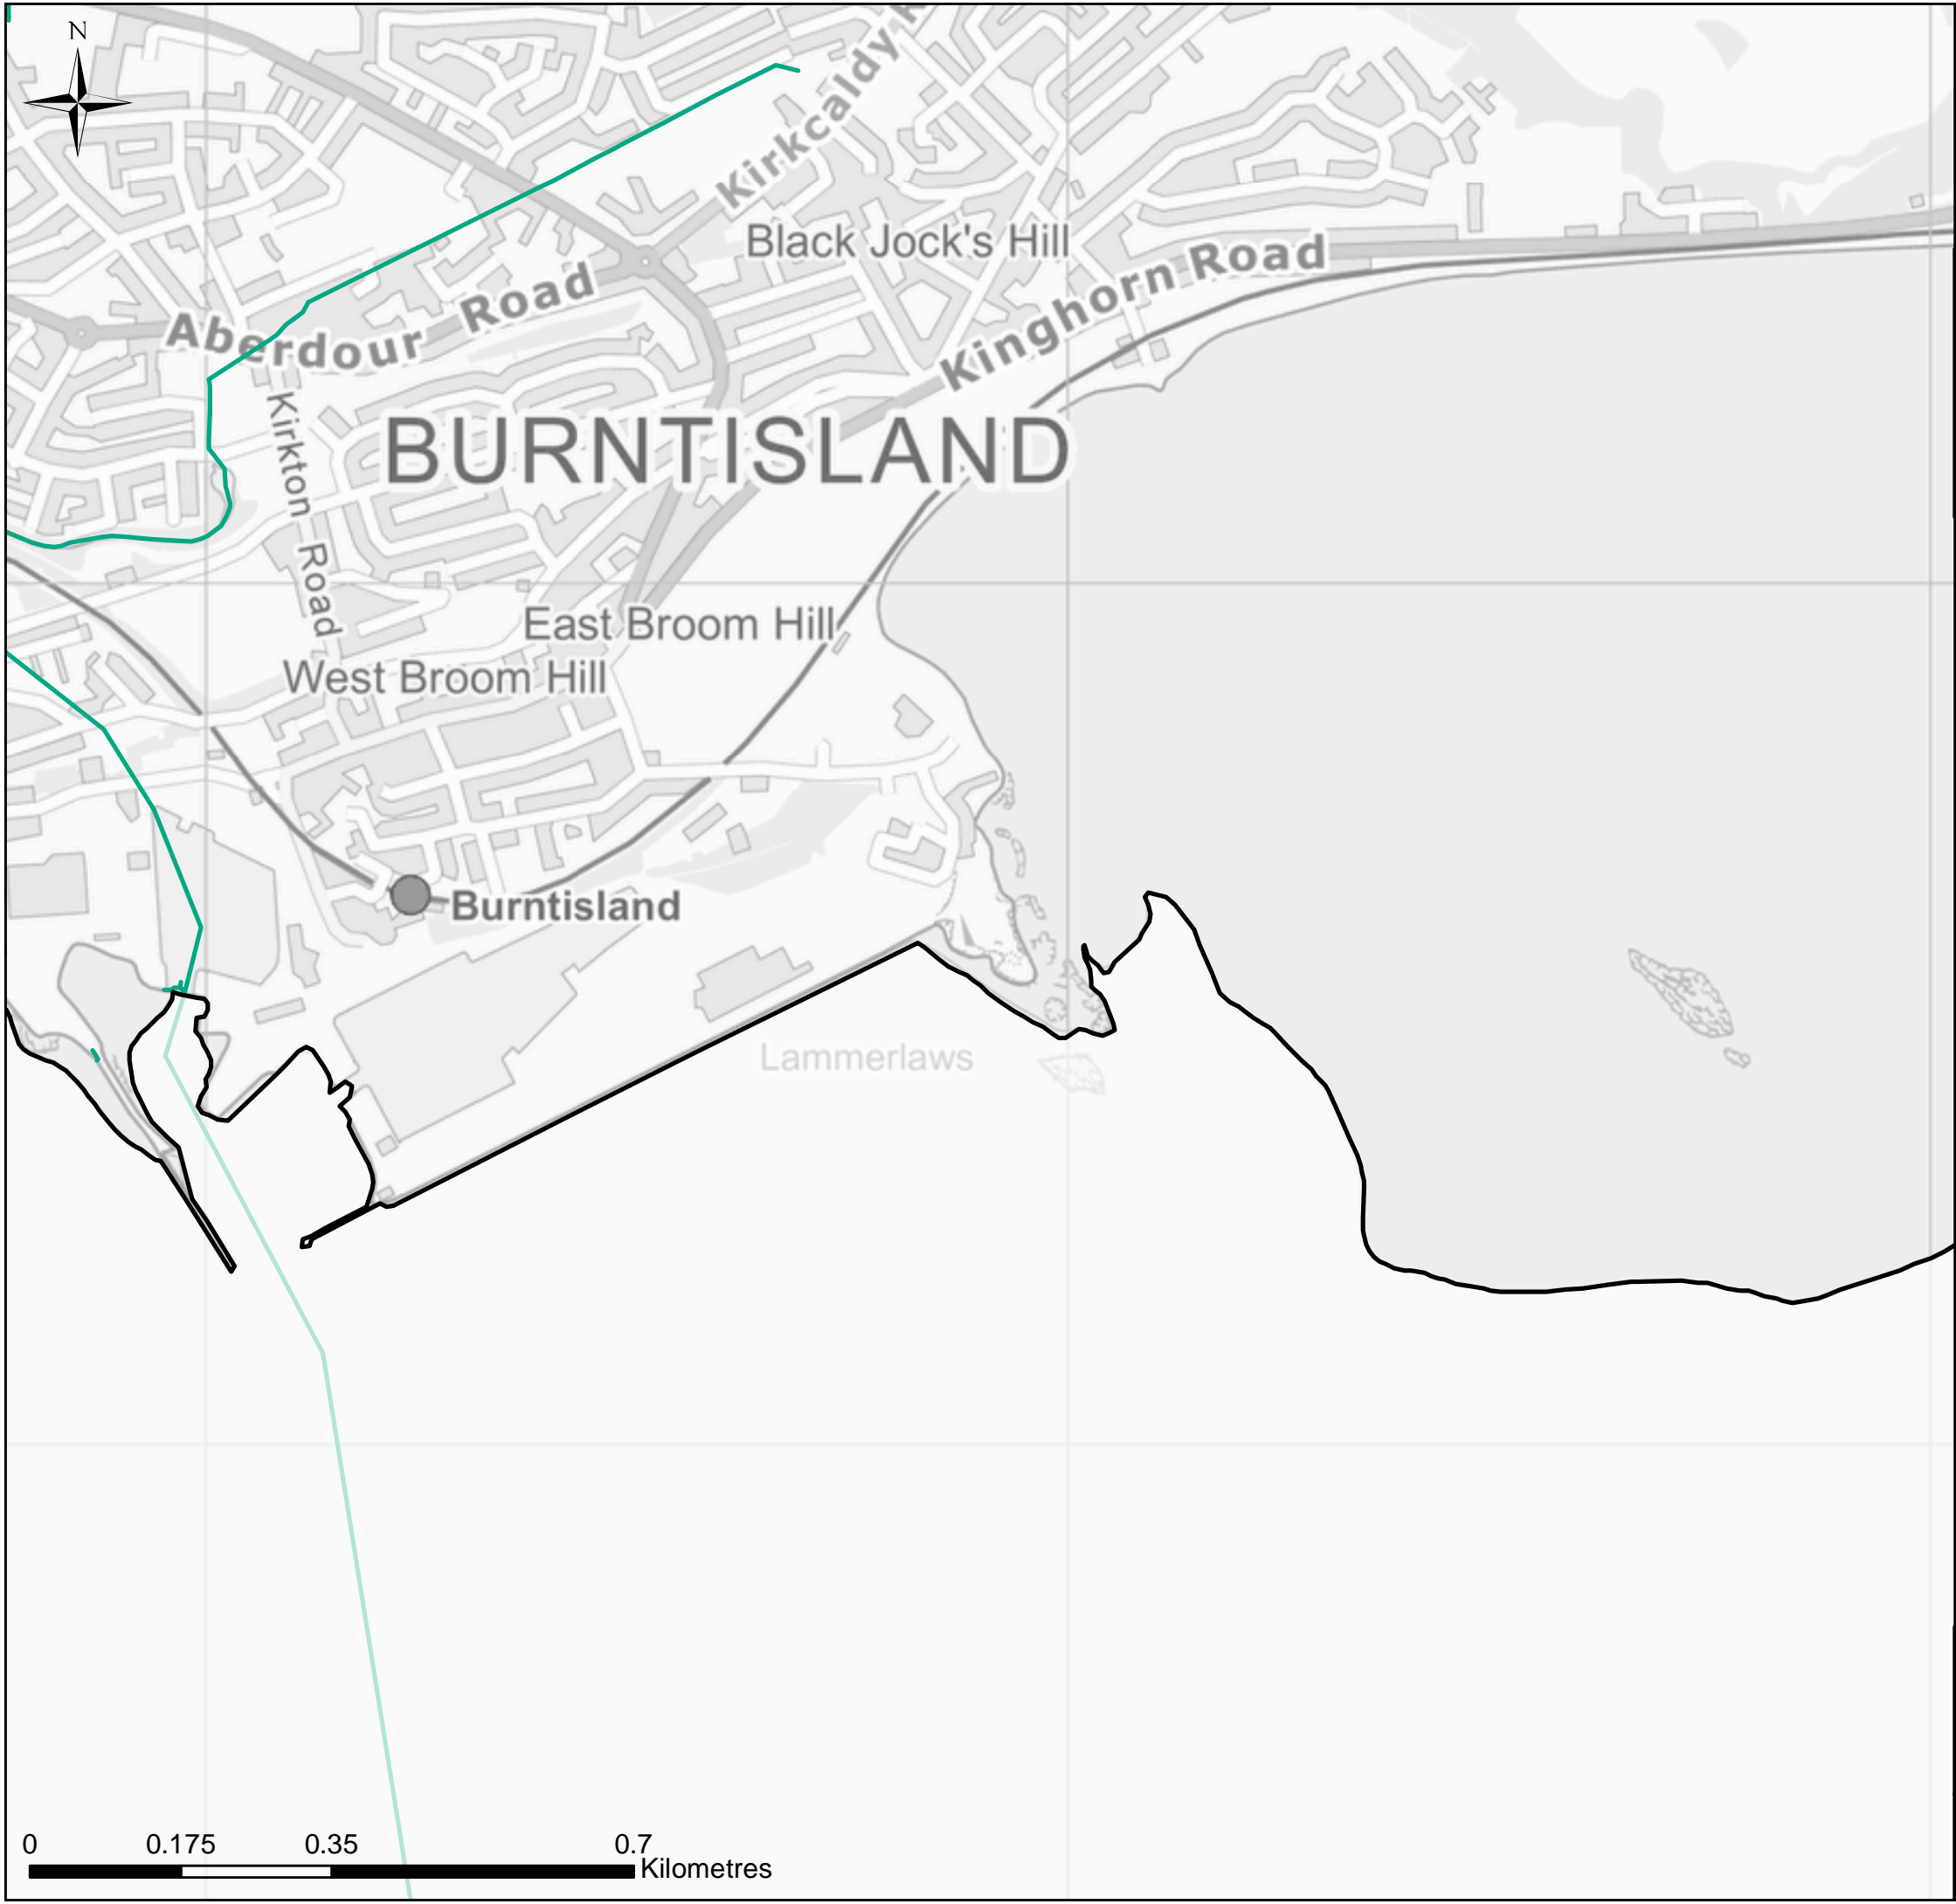 N
Kirkcaldy R
Black Jock's Hill
Kinghorn Road
Aberdour Road
Kirkton Road
BURNTISLAND
East Broom Hill
West Broom Hill
Burntisland
Lammerlaws
0 0.175 0.35 0.7
Kilometres